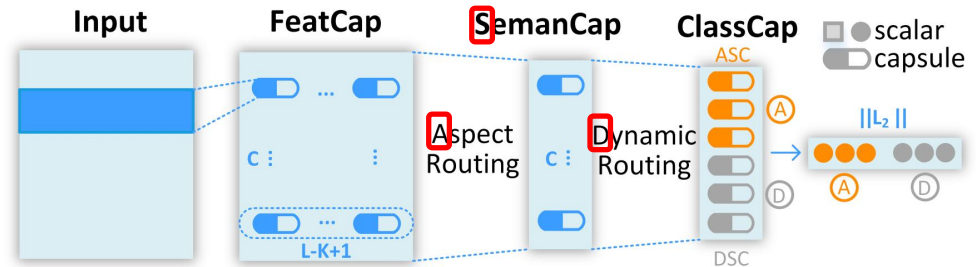 Input
FeatCap
SemanCap
ClassCap
scalar
capsule
ASC
...
A
||L₂ ||
Aspect
Routing
Dynamic
Routing
C ⋮
⋮
C ⋮
A
D
D
...
L-K+1
DSC